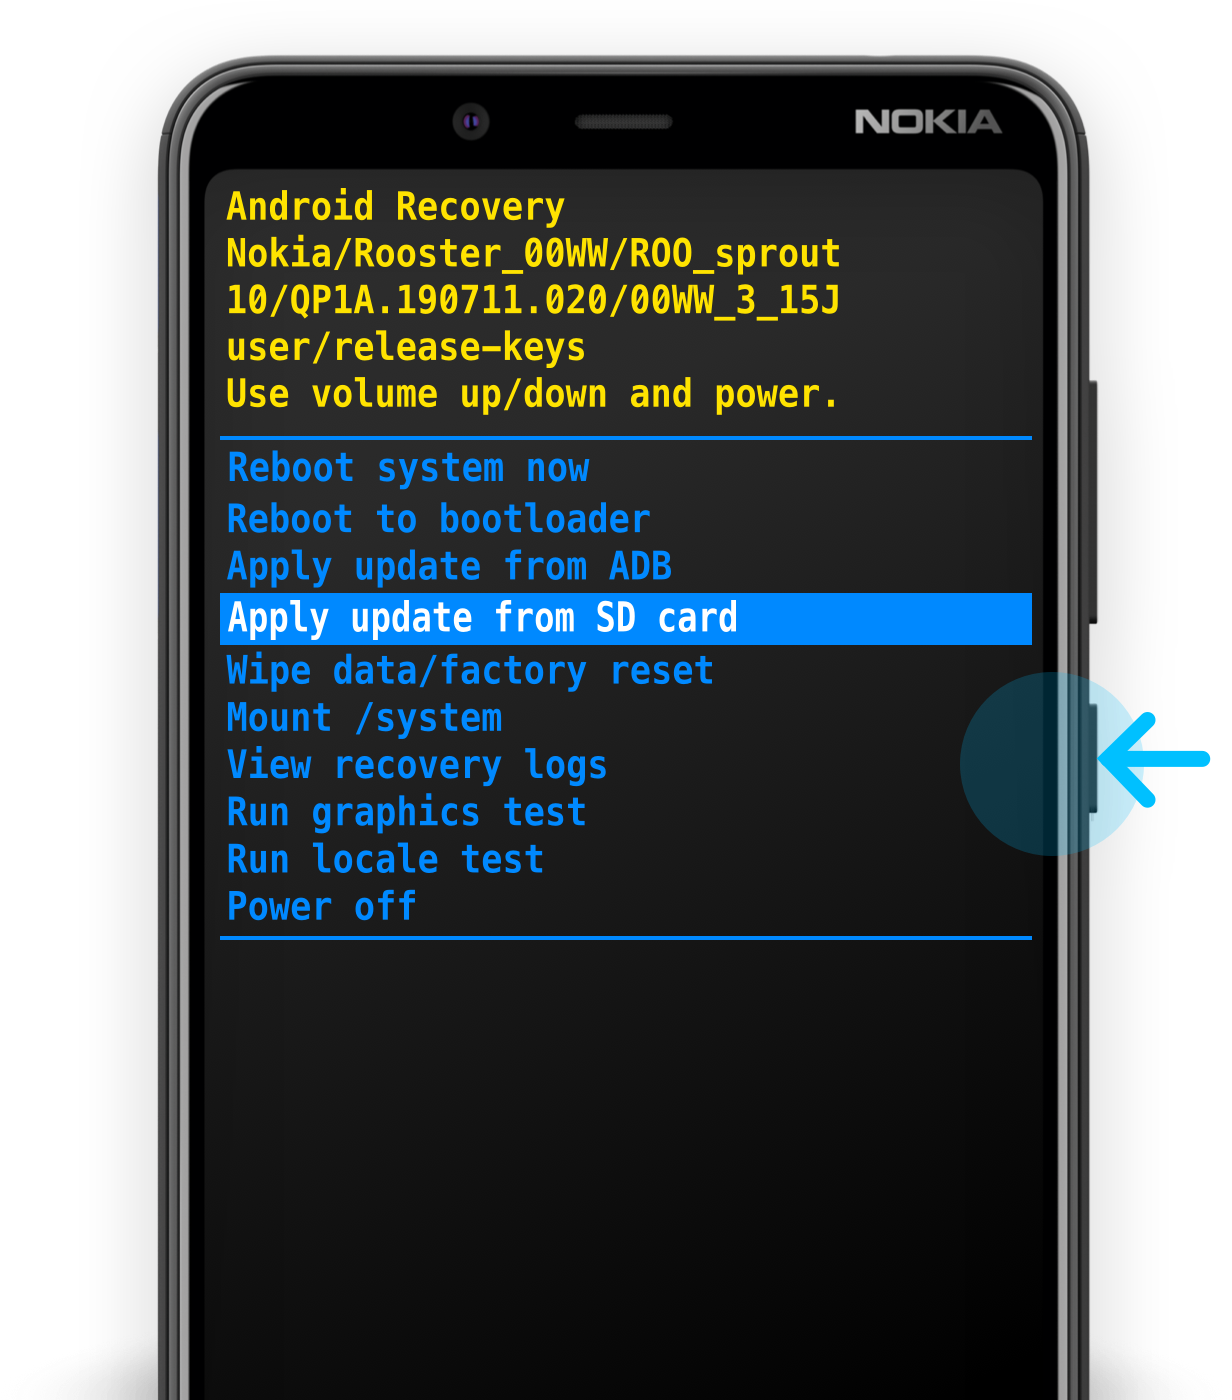 NOKIA
Android Recovery
Nokia/Rooster_00WW/ROO_sprout
10/QP1A.190711.020/00WW_3_15J
user/release-keys
Use volume up/down and power.
Reboot system now
Reboot to bootloader
Apply update from ADB
Apply update from SD card
Wipe data/factory reset
Mount /system
View recovery logs
Run graphics test
Run locale test
Power off